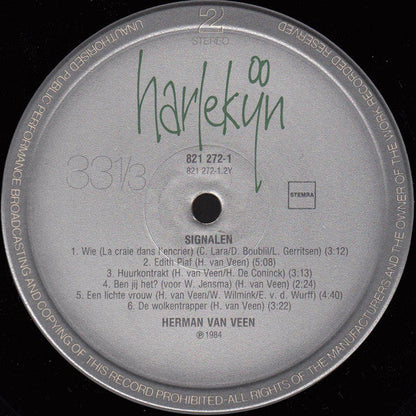 2
STEREO
UNAUTHORISED PUBLIC PERFORMANCE BROADCASTING AND COPYING OF THIS RECORD PROHIBITED-ALL RIGHTS OF THE MANUFACTURER AND OF THE OWNER OF THE WORK RECORDED RESERVED
harlekijn
33 1/3
821 272-1
821 272-1.2Y
STEMRA
SIGNALEN
1. Wie (La craie dans l'encrier) (C. Lara/D. Boublil/L. Gerritsen) (3:12)
2. Edith Piaf (H. van Veen) (5:08)
3. Huurkontrakt (H. van Veen/H. De Coninck) (3.13)
4. Ben jij het? (voor W. Jensma) (H. van Veen) (2:24)
5. Een lichte vrouw (H. van Veen/W. Wilmink/E. v. d. Wurff) (4:40)
6. De wolkentrapper (H. van Veen) (3:22)
HERMAN VAN VEEN
℗ 1984